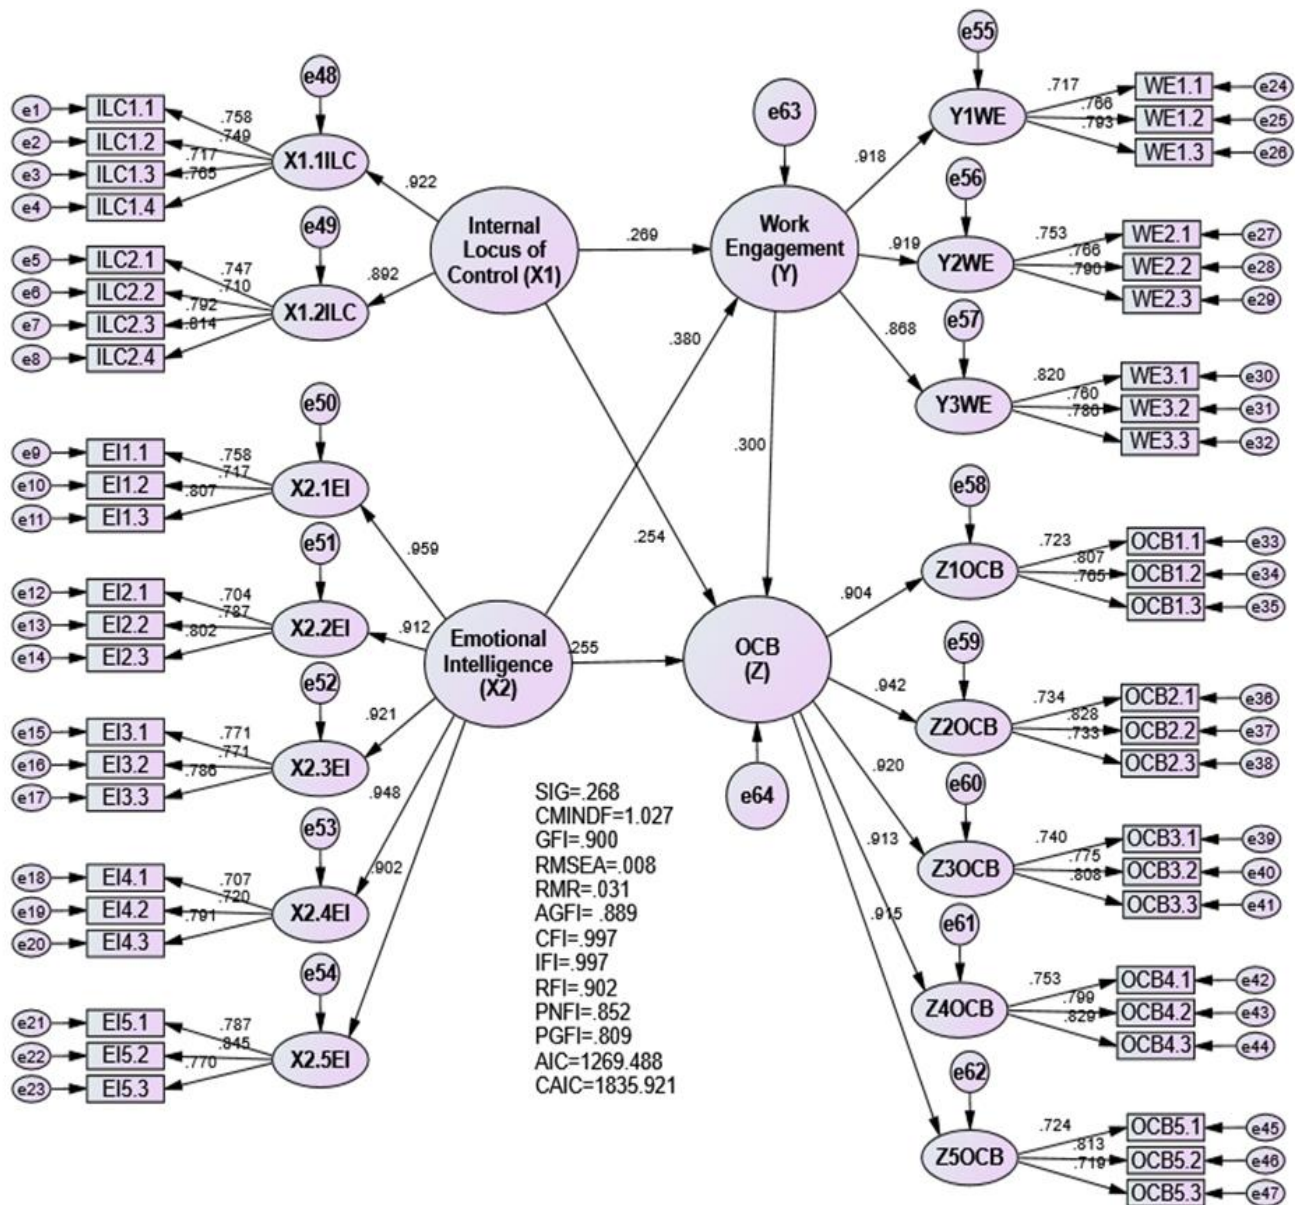 e48
e1 ILC1.1
e2 ILC1.2
e3 ILC1.3
e4 ILC1.4
.758
.749
.717
.765
X1.1ILC
.922
e49
e5 ILC2.1
e6 ILC2.2
e7 ILC2.3
e8 ILC2.4
.747
.710
.792
.814
X1.2ILC
.892
Internal
Locus of
Control (X1)
.269
.254
e50
e9 EI1.1
e10 EI1.2
e11 EI1.3
.758
.717
.807
X2.1EI
.959
e51
e12 EI2.1
e13 EI2.2
e14 EI2.3
.704
.787
.802
X2.2EI
.912
e52
e15 EI3.1
e16 EI3.2
e17 EI3.3
.771
.771
.786
X2.3EI
.921
e53
e18 EI4.1
e19 EI4.2
e20 EI4.3
.707
.720
.791
X2.4EI
.948
e54
e21 EI5.1
e22 EI5.2
e23 EI5.3
.787
.845
.770
X2.5EI
.902
Emotional
Intelligence
(X2)
.380
.255
e63
Work
Engagement
(Y)
.300
e55
Y1WE
.918
.717
.766
.793
WE1.1 e24
WE1.2 e25
WE1.3 e26
e56
Y2WE
.919
.753
.766
.790
WE2.1 e27
WE2.2 e28
WE2.3 e29
e57
Y3WE
.868
.820
.760
.786
WE3.1 e30
WE3.2 e31
WE3.3 e32
OCB
(Z)
e64
e58
Z1OCB
.904
.723
.807
.765
OCB1.1 e33
OCB1.2 e34
OCB1.3 e35
e59
Z2OCB
.942
.734
.828
.733
OCB2.1 e36
OCB2.2 e37
OCB2.3 e38
e60
Z3OCB
.920
.740
.775
.808
OCB3.1 e39
OCB3.2 e40
OCB3.3 e41
e61
Z4OCB
.913
.753
.799
.829
OCB4.1 e42
OCB4.2 e43
OCB4.3 e44
e62
Z5OCB
.915
.724
.813
.719
OCB5.1 e45
OCB5.2 e46
OCB5.3 e47
SIG=.268
CMINDF=1.027
GFI=.900
RMSEA=.008
RMR=.031
AGFI= .889
CFI=.997
IFI=.997
RFI=.902
PNFI=.852
PGFI=.809
AIC=1269.488
CAIC=1835.921